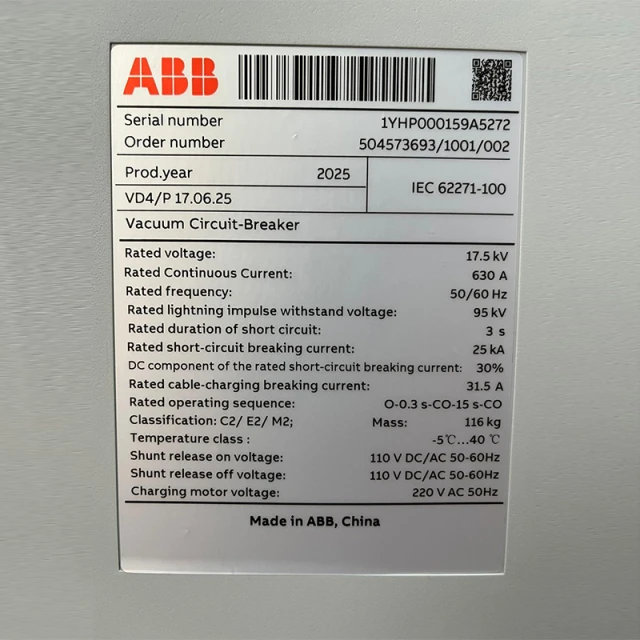 ABB
Serial number 1YHP000159A5272
Order number 504573693/1001/002
Prod.year 2025
IEC 62271-100
VD4/P 17.06.25
Vacuum Circuit-Breaker
Rated voltage: 17.5 kV
Rated Continuous Current: 630 A
Rated frequency: 50/60 Hz
Rated lightning impulse withstand voltage: 95 kV
Rated duration of short circuit: 3 s
Rated short-circuit breaking current: 25 kA
DC component of the rated short-circuit breaking current: 30%
Rated cable-charging breaking current: 31.5 A
Rated operating sequence: O-0.3 s-CO-15 s-CO
Classification: C2/ E2/ M2; Mass: 116 kg
Temperature class : -5℃...40 ℃
Shunt release on voltage: 110 V DC/AC 50-60Hz
Shunt release off voltage: 110 V DC/AC 50-60Hz
Charging motor voltage: 220 V AC 50Hz
Made in ABB, China